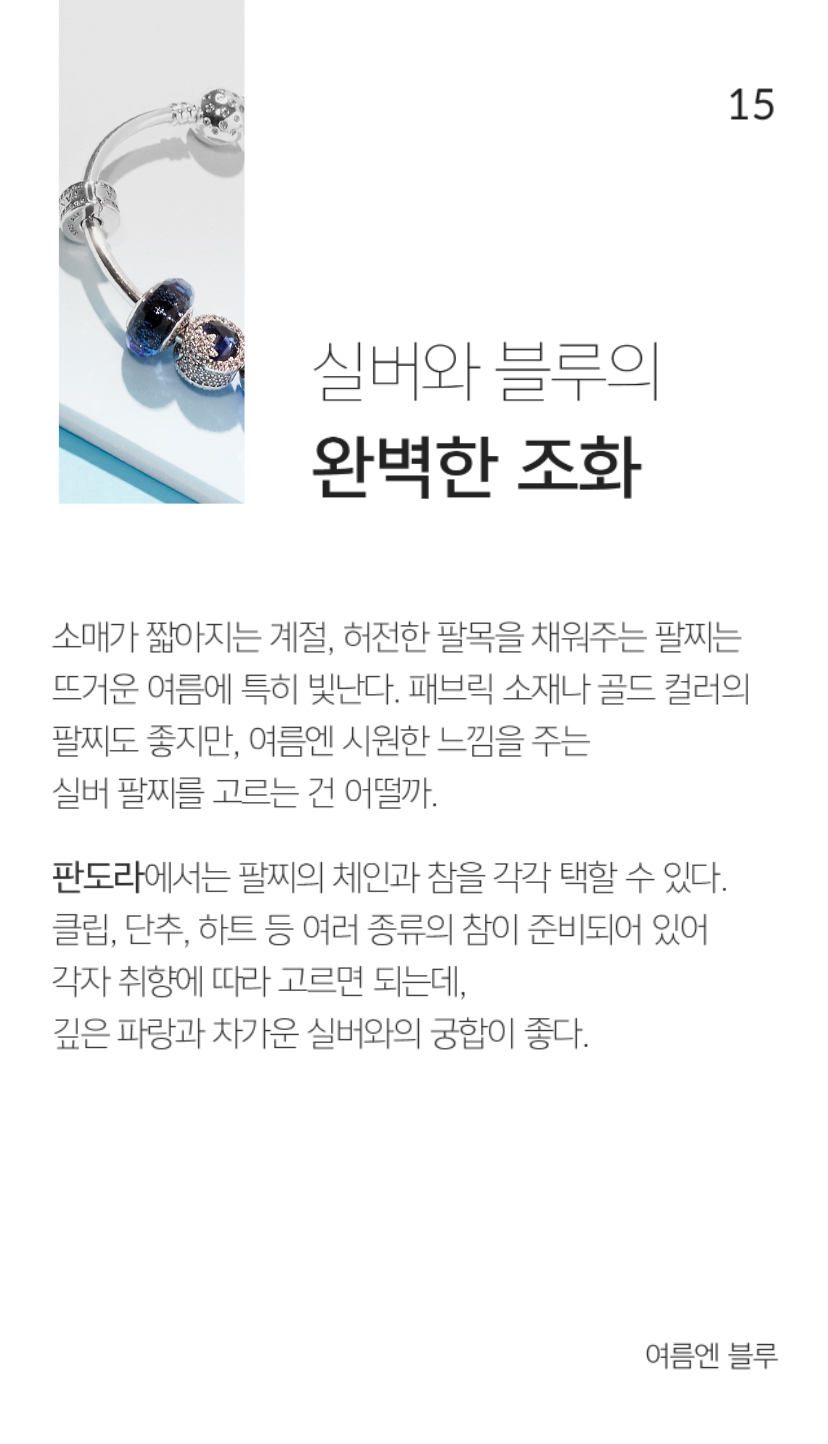 15
실버와 블루의
완벽한 조화
소매가 짧아지는 계절, 허전한 팔목을 채워주는 팔찌는
뜨거운 여름에 특히 빛난다. 패브릭 소재나 골드 컬러의
팔찌도 좋지만, 여름엔 시원한 느낌을 주는
실버 팔찌를 고르는 건 어떨까.
판도라에서는 팔찌의 체인과 참을 각각 택할 수 있다.
클립, 단추, 하트 등 여러 종류의 참이 준비되어 있어
각자 취향에 따라 고르면 되는데,
깊은 파랑과 차가운 실버와의 궁합이 좋다.
여름엔 블루